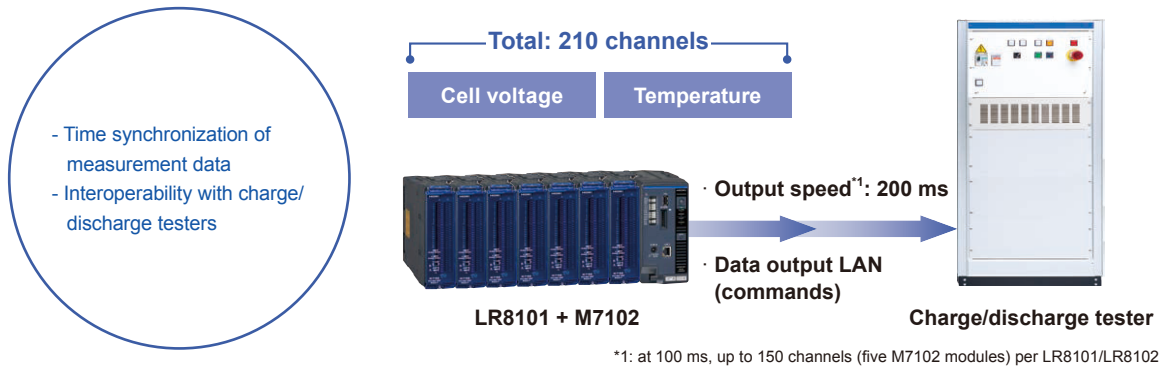 - Time synchronization of
measurement data
- Interoperability with charge/
discharge testers
Total: 210 channels
Cell voltage
Temperature
· Output speed*1: 200 ms
· Data output LAN
(commands)
LR8101 + M7102
Charge/discharge tester
*1: at 100 ms, up to 150 channels (five M7102 modules) per LR8101/LR8102